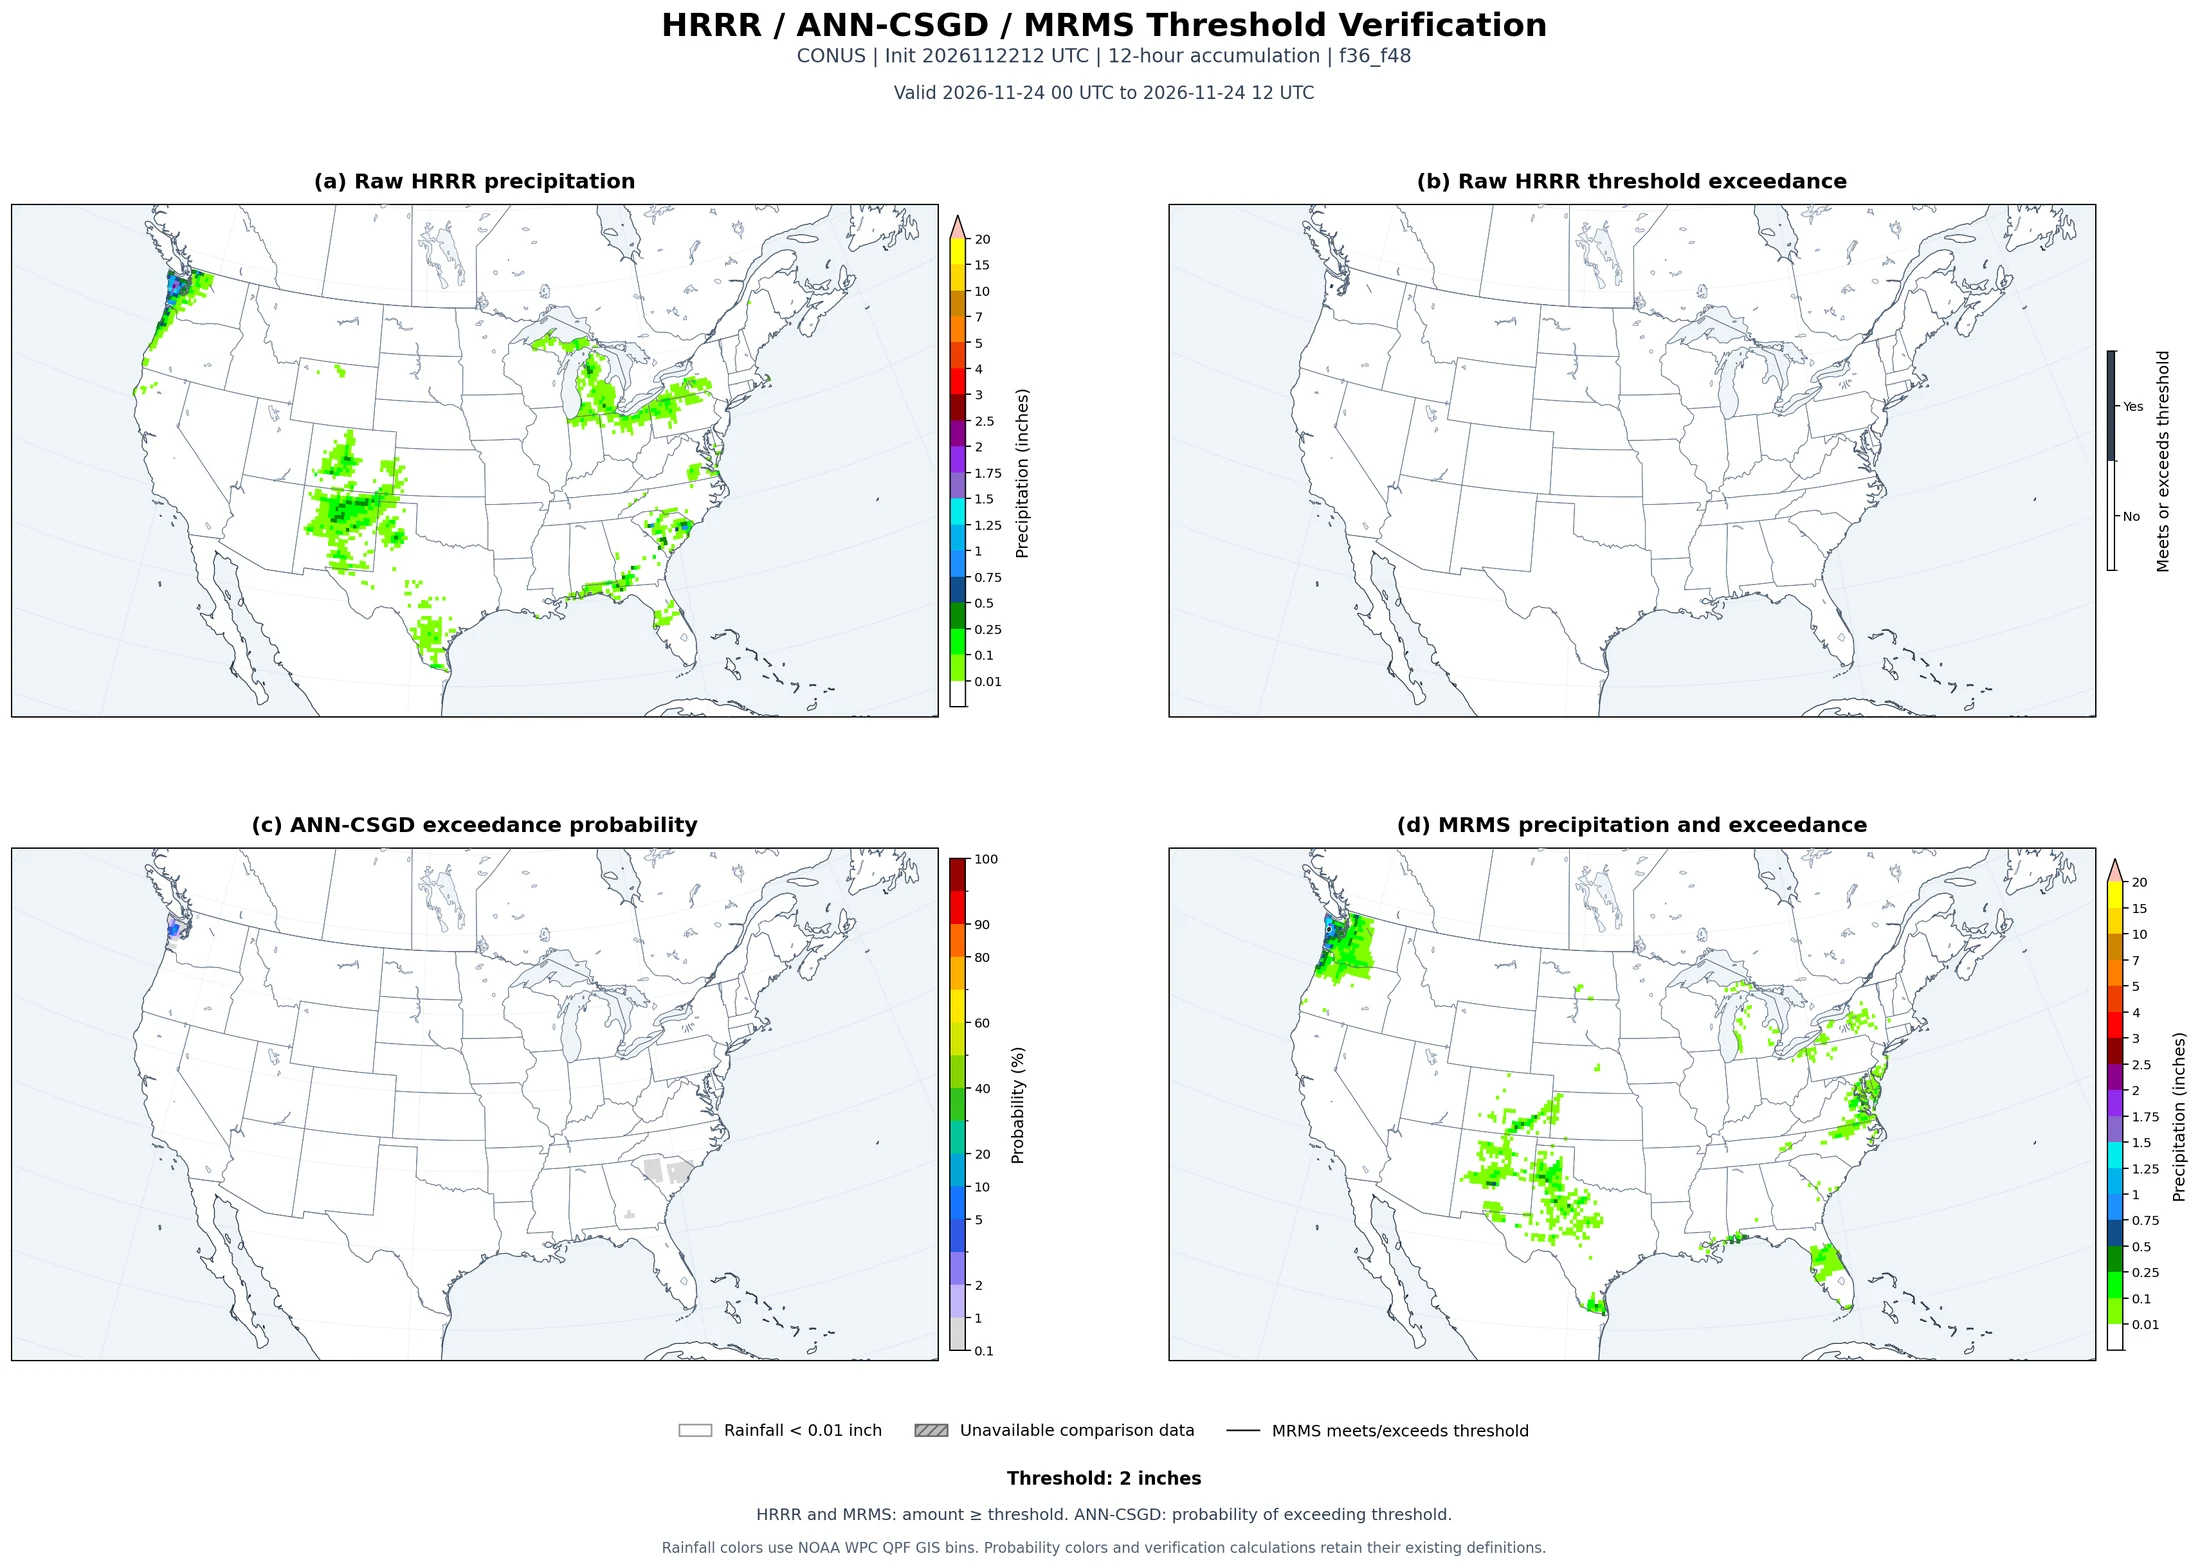 HRRR / ANN-CSGD / MRMS Threshold Verification
CONUS | Init 2026112212 UTC | 12-hour accumulation | f36_f48
Valid 2026-11-24 00 UTC to 2026-11-24 12 UTC
(a) Raw HRRR precipitation
20
15
10
7
5
4
3
2.5
2
1.75
1.5
1.25
1
0.75
0.5
0.25
0.1
0.01
Precipitation (inches)
(b) Raw HRRR threshold exceedance
Yes
No
Meets or exceeds threshold
(c) ANN-CSGD exceedance probability
100
90
80
60
40
20
10
5
2
1
0.1
Probability (%)
(d) MRMS precipitation and exceedance
20
15
10
7
5
4
3
2.5
2
1.75
1.5
1.25
1
0.75
0.5
0.25
0.1
0.01
Precipitation (inches)
Rainfall < 0.01 inch
Unavailable comparison data
MRMS meets/exceeds threshold
Threshold: 2 inches
HRRR and MRMS: amount ≥ threshold. ANN-CSGD: probability of exceeding threshold.
Rainfall colors use NOAA WPC QPF GIS bins. Probability colors and verification calculations retain their existing definitions.